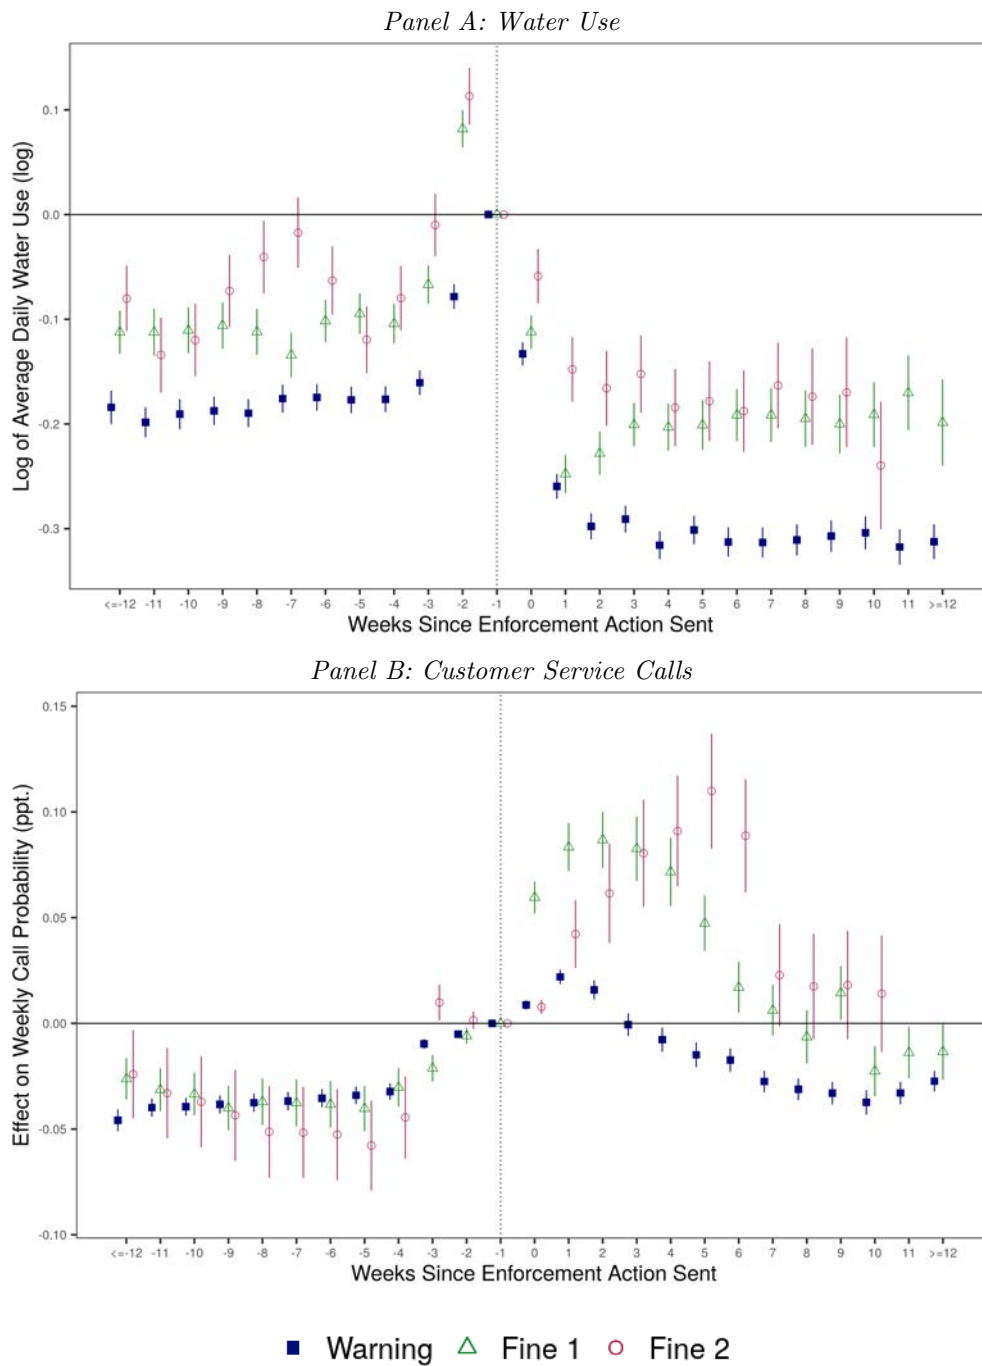 Panel A: Water Use
Log of Average Daily Water Use (log)
0.1
0.0
-0.1
-0.2
-0.3
<=-12 -11 -10 -9 -8 -7 -6 -5 -4 -3 -2 -1 0 1 2 3 4 5 6 7 8 9 10 11 >=12
Weeks Since Enforcement Action Sent
Panel B: Customer Service Calls
Effect on Weekly Call Probability (ppt.)
0.15
0.10
0.05
0.00
-0.05
-0.10
<=-12 -11 -10 -9 -8 -7 -6 -5 -4 -3 -2 -1 0 1 2 3 4 5 6 7 8 9 10 11 >=12
Weeks Since Enforcement Action Sent
Warning Fine 1 Fine 2